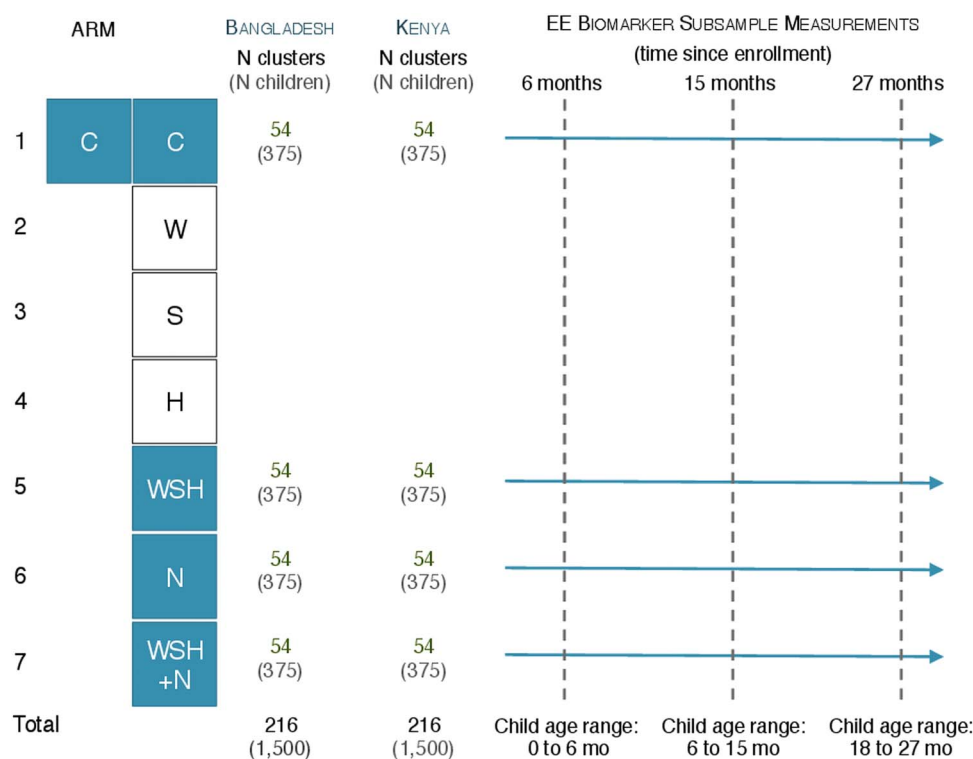 ARM
BANGLADESH
KENYA
EE BIOMARKER SUBSAMPLE MEASUREMENTS
N clusters
(N children)
N clusters
(N children)
(time since enrollment)
6 months
15 months
27 months
1
C
C
54
(375)
54
(375)
2
W
3
S
4
H
5
WSH
54
(375)
54
(375)
6
N
54
(375)
54
(375)
7
WSH
+N
54
(375)
54
(375)
Total
216
(1,500)
216
(1,500)
Child age range:
0 to 6 mo
Child age range:
6 to 15 mo
Child age range:
18 to 27 mo